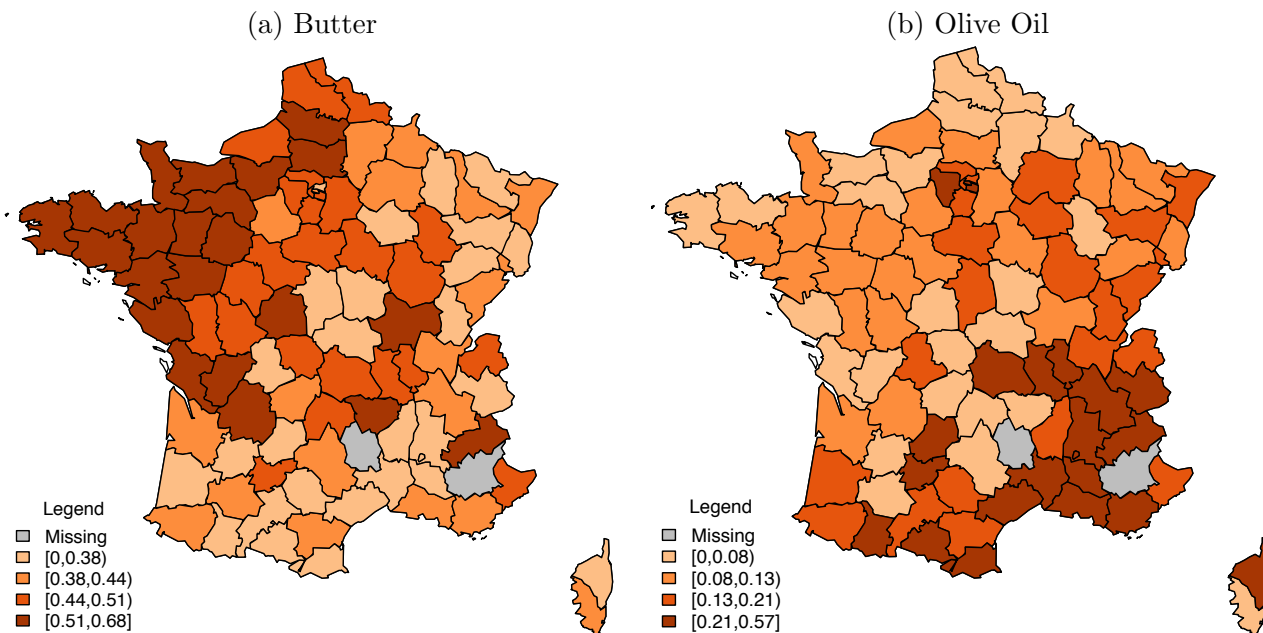 (a) Butter
(b) Olive Oil
Legend
Missing
[0,0.38)
[0.38,0.44)
[0.44,0.51)
[0.51,0.68]
Legend
Missing
[0,0.08)
[0.08,0.13)
[0.13,0.21)
[0.21,0.57]